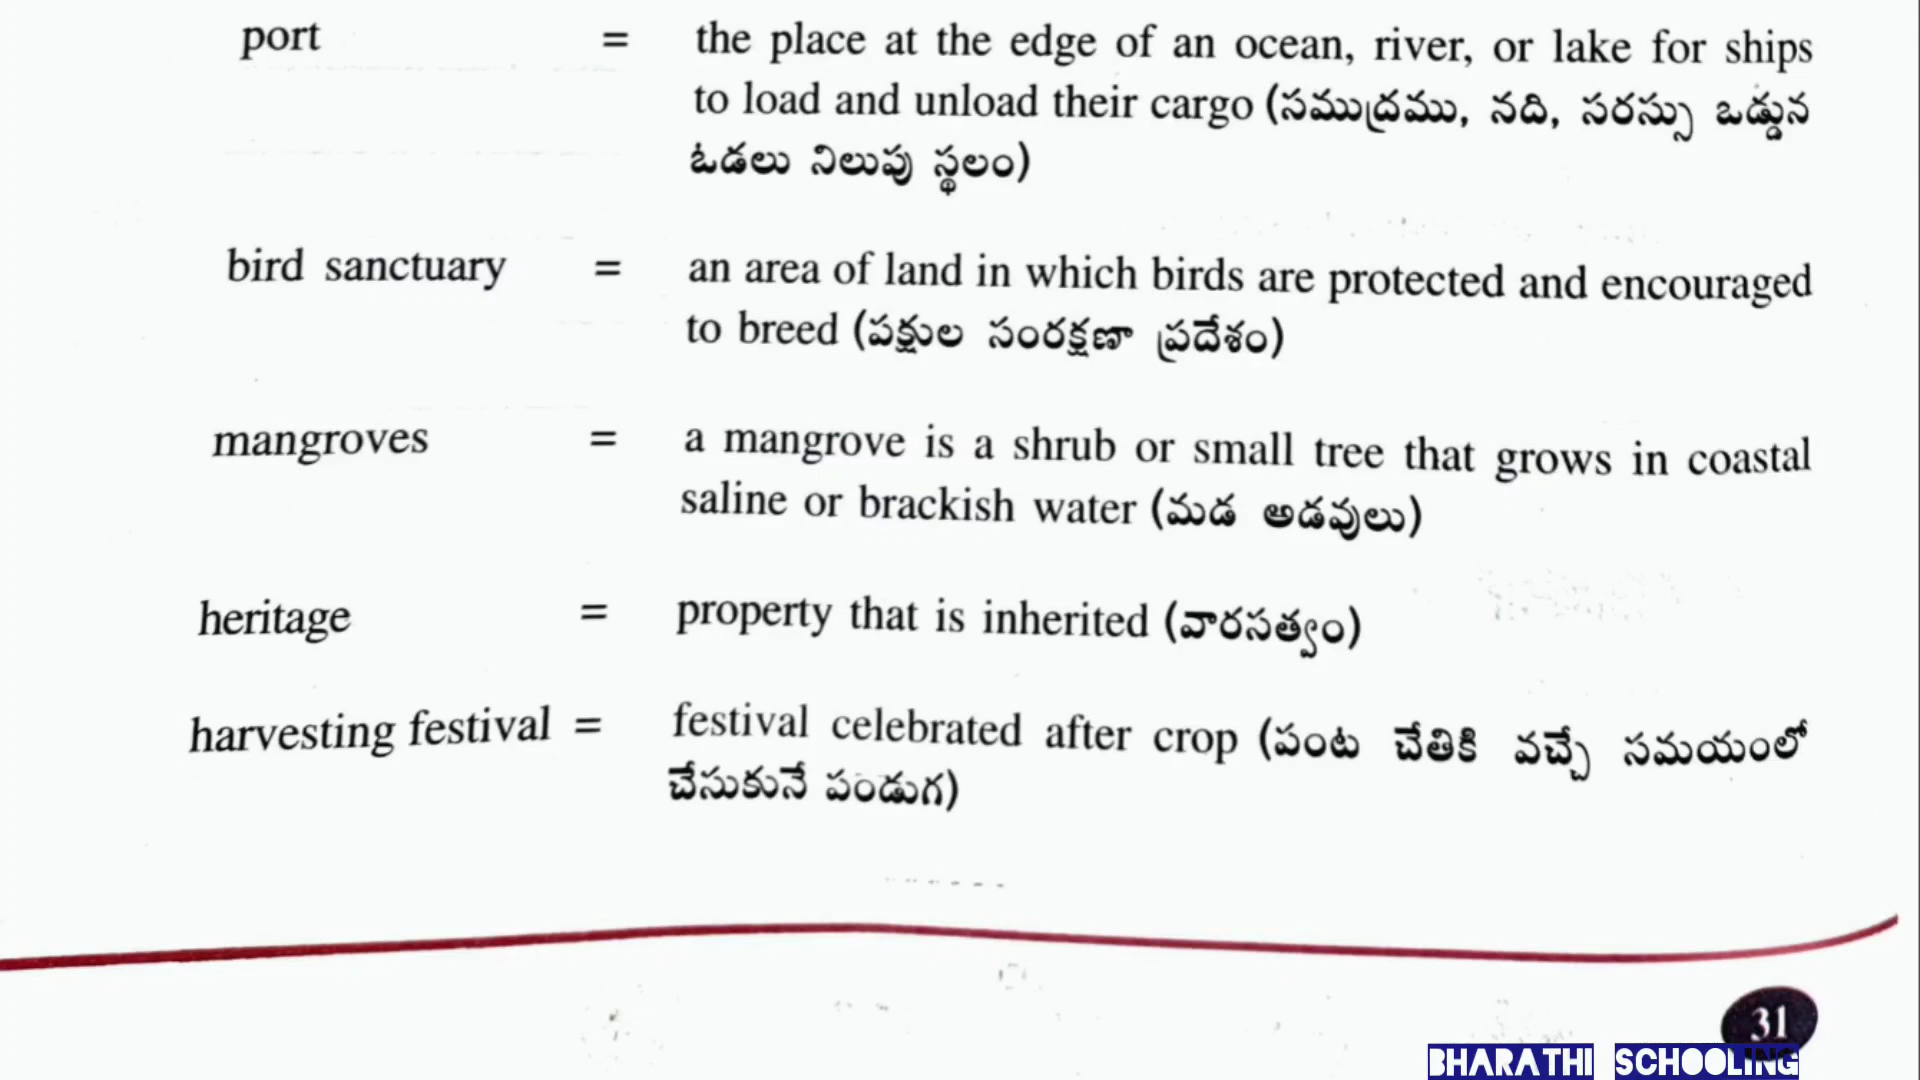 port = the place at the edge of an ocean, river, or lake for ships
to load and unload their cargo (సముద్రము, నది, సరస్సు ఒడ్డున
ఓడలు నిలుపు స్థలం)
bird sanctuary = an area of land in which birds are protected and encouraged
to breed (పక్షుల సంరక్షణా ప్రదేశం)
mangroves = a mangrove is a shrub or small tree that grows in coastal
saline or brackish water (మడ అడవులు)
heritage = property that is inherited (వారసత్వం)
harvesting festival = festival celebrated after crop (పంట చేతికి వచ్చే సమయంలో
చేసుకునే పండుగ)
31
BHARATHI SCHOOLING